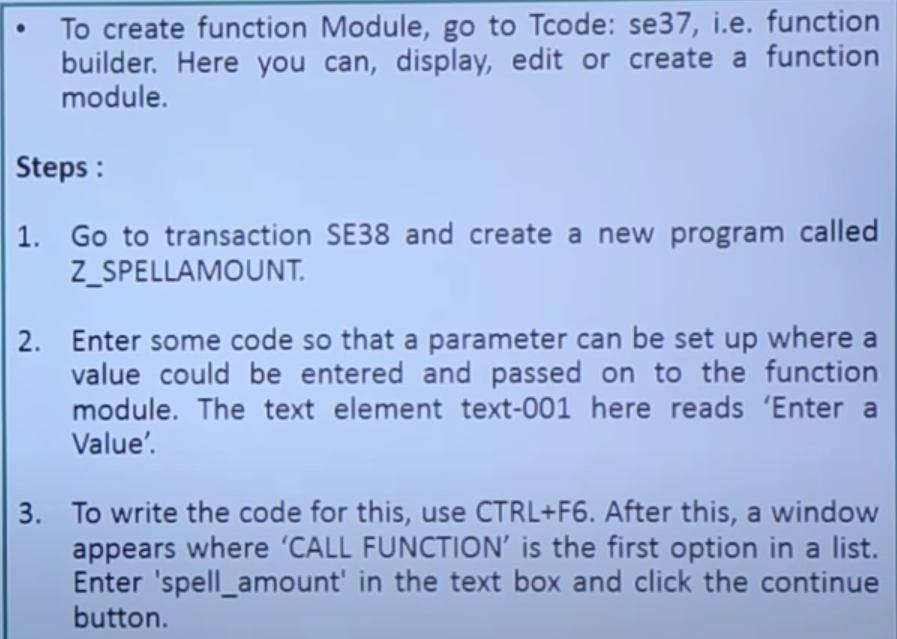 • To create function Module, go to Tcode: se37, i.e. function
builder. Here you can, display, edit or create a function
module.
Steps :
1. Go to transaction SE38 and create a new program called
Z_SPELLAMOUNT.
2. Enter some code so that a parameter can be set up where a
value could be entered and passed on to the function
module. The text element text-001 here reads ‘Enter a
Value’.
3. To write the code for this, use CTRL+F6. After this, a window
appears where ‘CALL FUNCTION’ is the first option in a list.
Enter 'spell_amount' in the text box and click the continue
button.